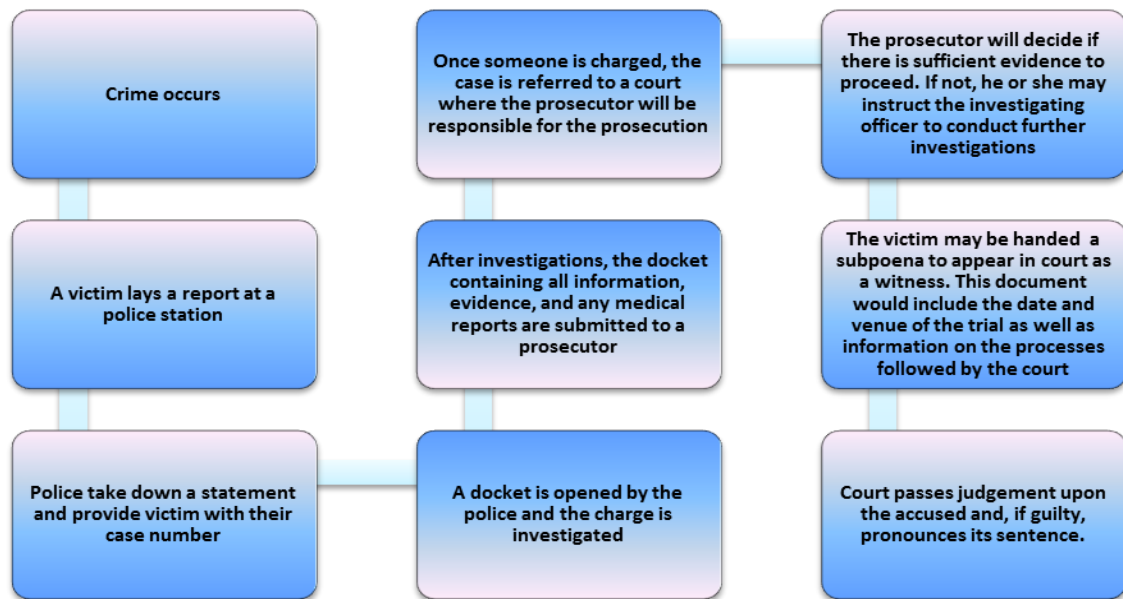 Crime occurs
A victim lays a report at a
police station
Police take down a statement
and provide victim with their
case number
A docket is opened by the
police and the charge is
investigated
After investigations, the docket
containing all information,
evidence, and any medical
reports are submitted to a
prosecutor
Once someone is charged, the
case is referred to a court
where the prosecutor will be
responsible for the prosecution
The prosecutor will decide if
there is sufficient evidence to
proceed. If not, he or she may
instruct the investigating
officer to conduct further
investigations
The victim may be handed a
subpoena to appear in court as
a witness. This document
would include the date and
venue of the trial as well as
information on the processes
followed by the court
Court passes judgement upon
the accused and, if guilty,
pronounces its sentence.